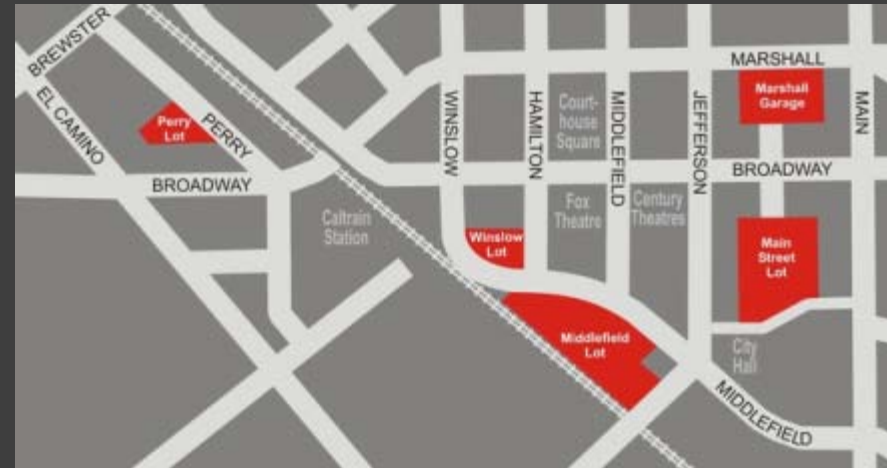 BREWSTER
EL CAMINO
PERRY
Perry
Lot
BROADWAY
Caltrain
Station
WINSLOW
HAMILTON
Court-
house
Square
MIDDLEFIELD
JEFFERSON
MARSHALL
Marshall
Garage
MAIN
BROADWAY
Fox
Theatre
Century
Theatres
Winslow
Lot
Main
Street
Lot
Middlefield
Lot
City
Hall
MIDDLEFIELD